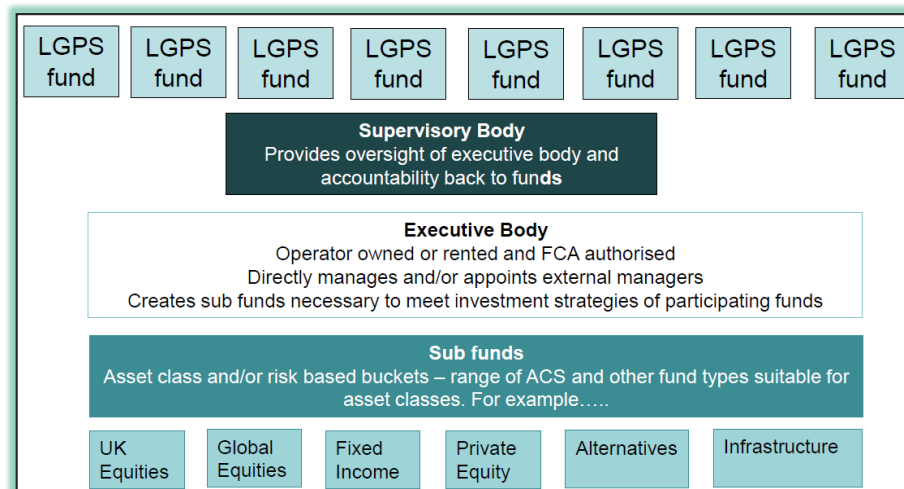 LGPS fund
LGPS fund
LGPS fund
LGPS fund
LGPS fund
LGPS fund
LGPS fund
LGPS fund
Supervisory Body
Provides oversight of executive body and
accountability back to funds
Executive Body
Operator owned or rented and FCA authorised
Directly manages and/or appoints external managers
Creates sub funds necessary to meet investment strategies of participating funds
Sub funds
Asset class and/or risk based buckets – range of ACS and other fund types suitable for
asset classes. For example…..
UK
Equities
Global
Equities
Fixed
Income
Private
Equity
Alternatives
Infrastructure